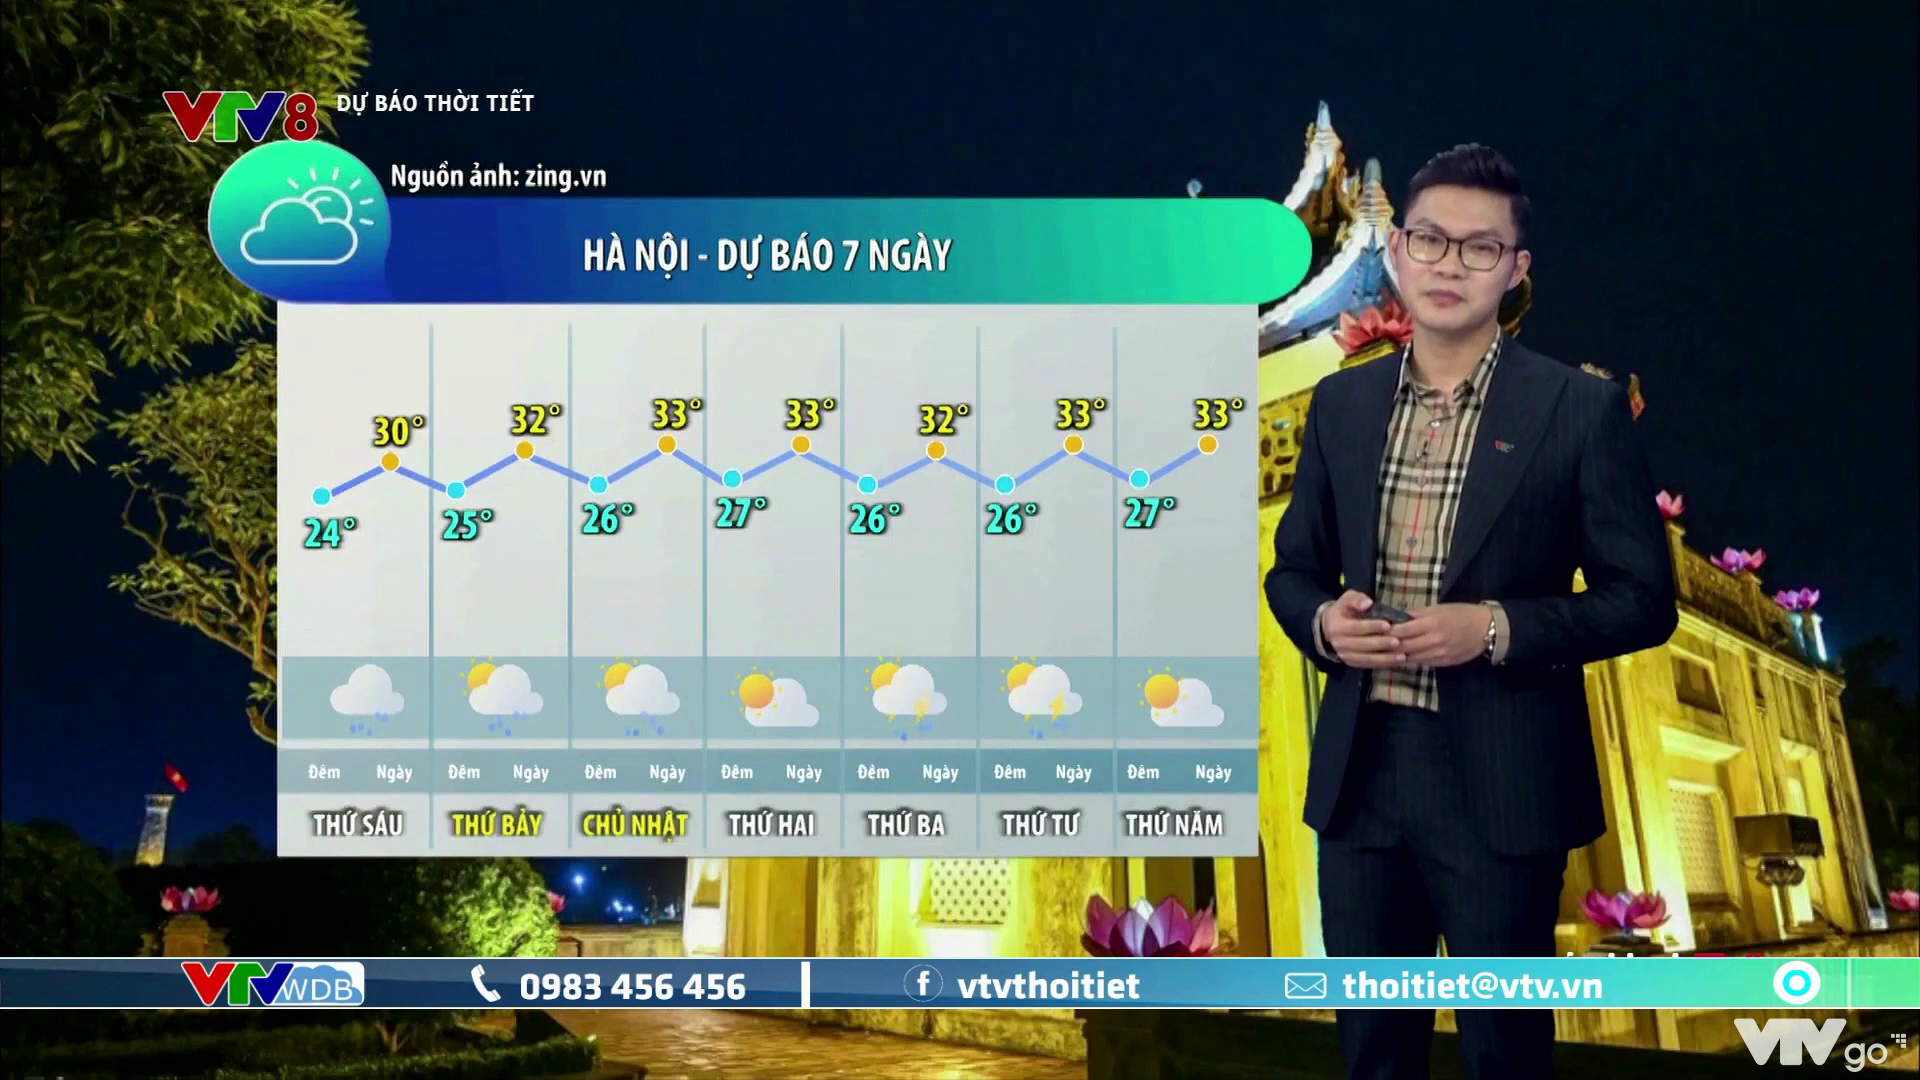 VTV8 DỰ BÁO THỜI TIẾT
Nguồn ảnh: zing.vn
HÀ NỘI - DỰ BÁO 7 NGÀY
30° 32° 33° 33° 32° 33° 33°
24° 25° 26° 27° 26° 26° 27°
Đêm Ngày Đêm Ngày Đêm Ngày Đêm Ngày Đêm Ngày Đêm Ngày Đêm Ngày
THỨ SÁU THỨ BẢY CHỦ NHẬT THỨ HAI THỨ BA THỨ TƯ THỨ NĂM
VTV WDB 0983 456 456 f vtvthoitiet thoitiet@vtv.vn
VTV go